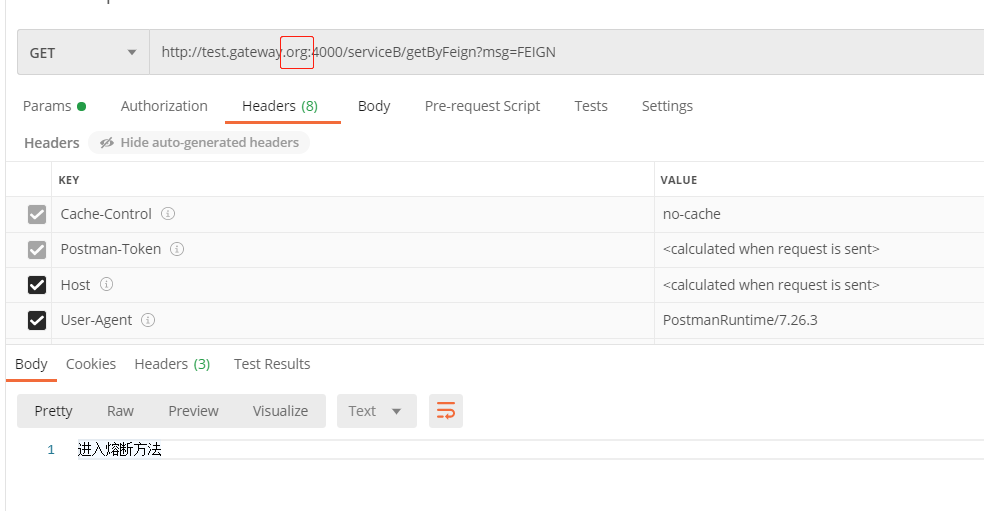 GET http://test.gateway.org:4000/serviceB/getByFeign?msg=FEIGN
Params Authorization Headers (8) Body Pre-request Script Tests Settings
Headers Hide auto-generated headers
KEY VALUE
Cache-Control no-cache
Postman-Token <calculated when request is sent>
Host <calculated when request is sent>
User-Agent PostmanRuntime/7.26.3
Body Cookies Headers (3) Test Results
Pretty Raw Preview Visualize Text
1 进入熔断方法